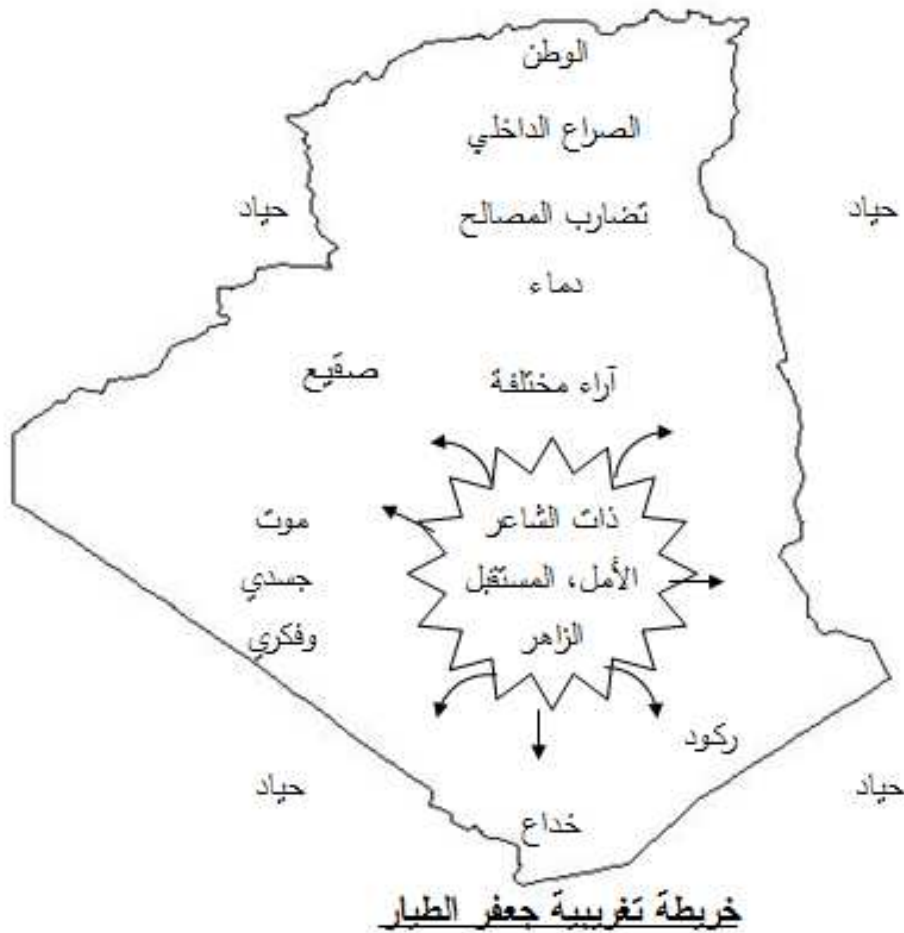 الوطن
الصراع الداخلي
حياد
تضارب المصالح
حياد
دماء
آراء مختلفة
صقيع
ذات الشاعر
الأمل، المستقبل
الزاهر
موت
جسدي
وفكري
ركود
حياد
حياد
خداع
خريطة تغريبية جعفر الطيار